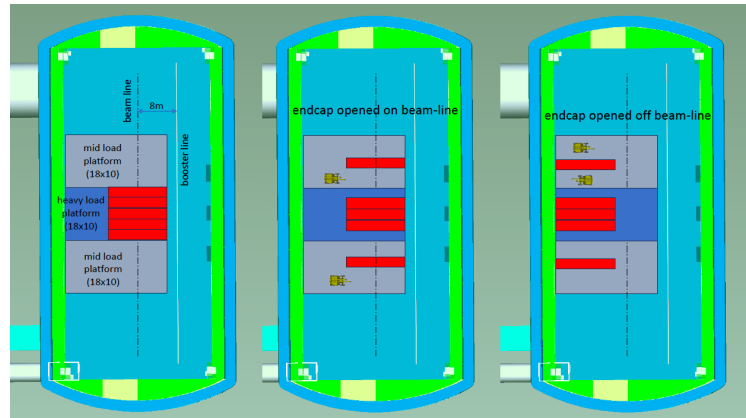 beam line
8m
booster line
mid load
platform
(18x10)
heavy load
platform
(18x10)
mid load
platform
(18x10)
endcap opened on beam-line
endcap opened off beam-line